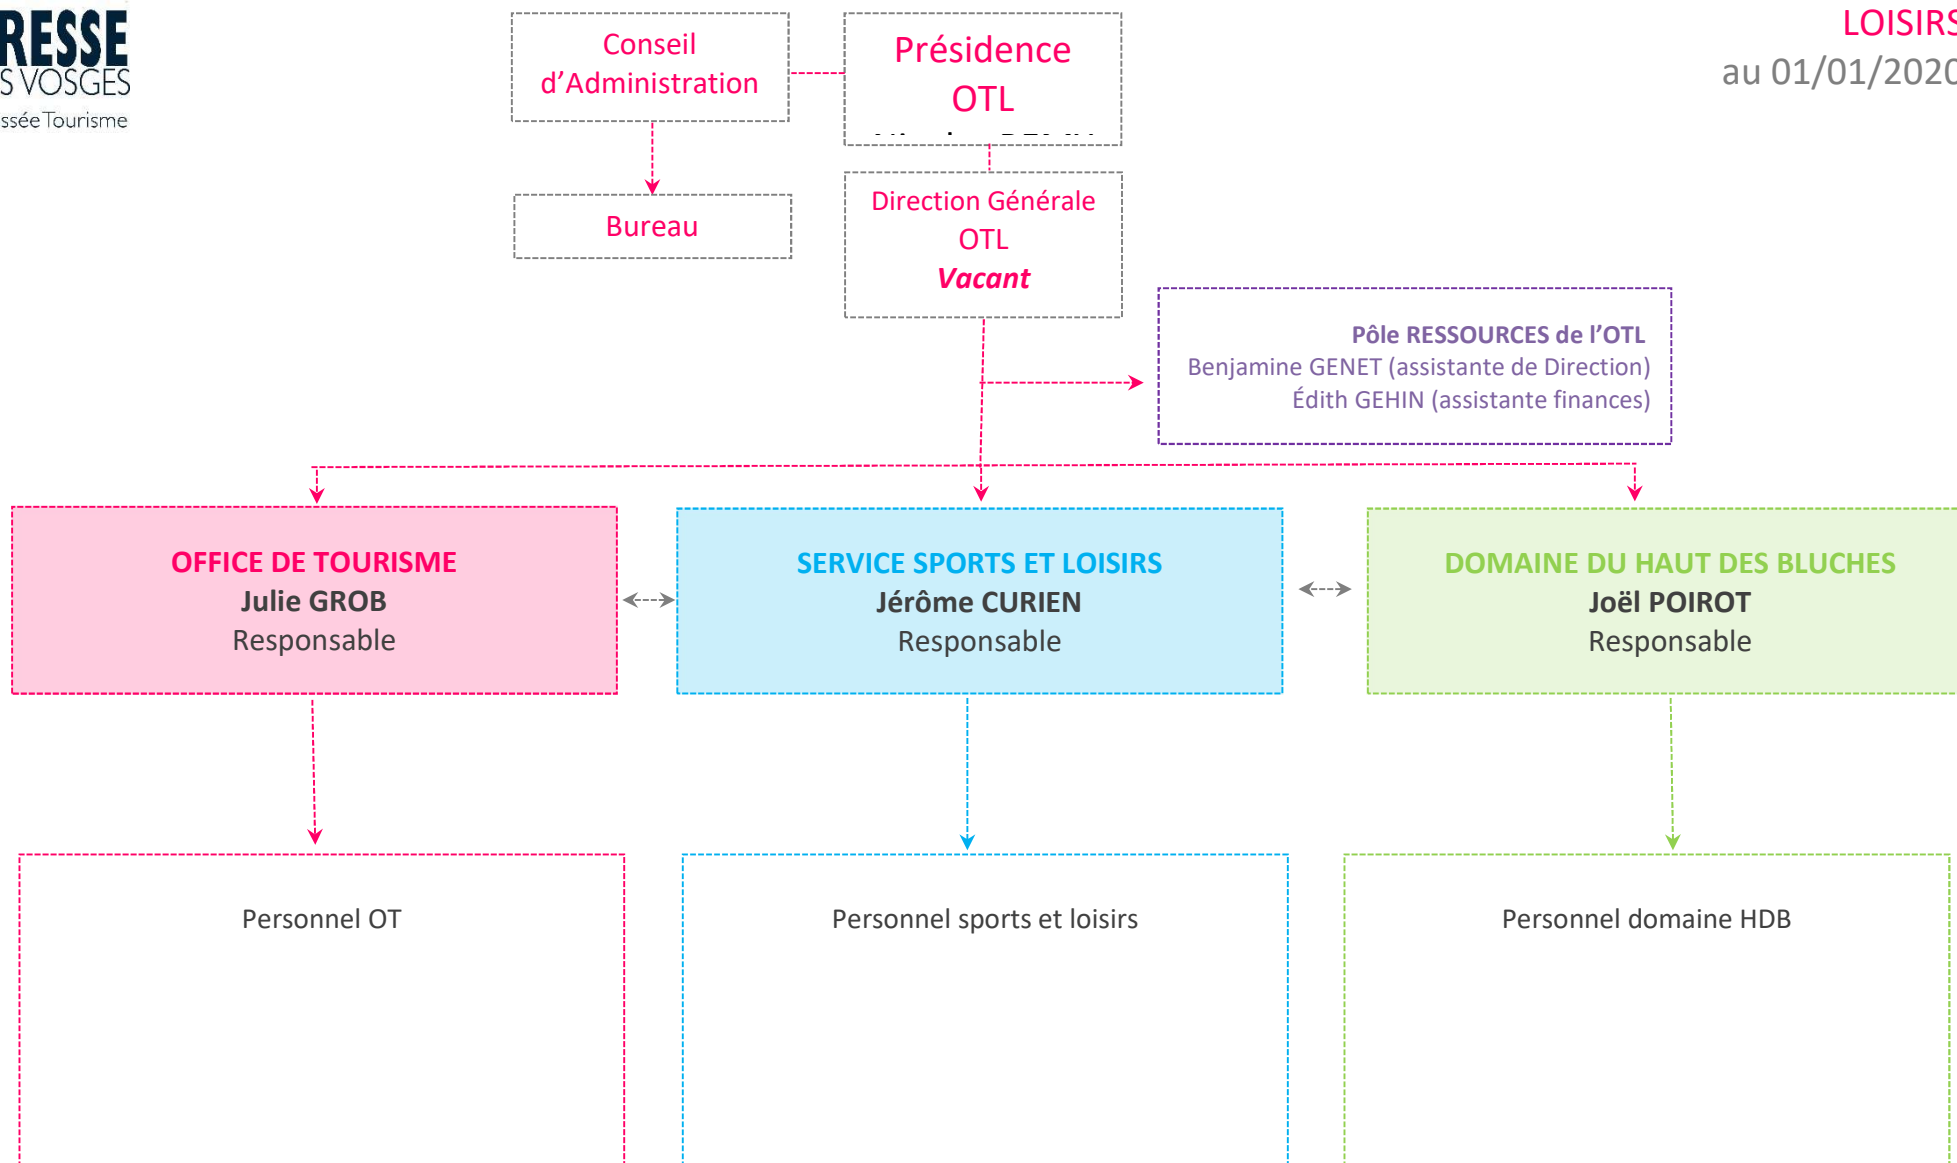 RESSE
S VOSGES
ssée Tourisme
LOISIRS
au 01/01/2020
Conseil
d’Administration
Présidence
OTL
Bureau
Direction Générale
OTL
Vacant
Pôle RESSOURCES de l’OTL
Benjamine GENET (assistante de Direction)
Édith GEHIN (assistante finances)
OFFICE DE TOURISME
Julie GROB
Responsable
SERVICE SPORTS ET LOISIRS
Jérôme CURIEN
Responsable
DOMAINE DU HAUT DES BLUCHES
Joël POIROT
Responsable
Personnel OT
Personnel sports et loisirs
Personnel domaine HDB